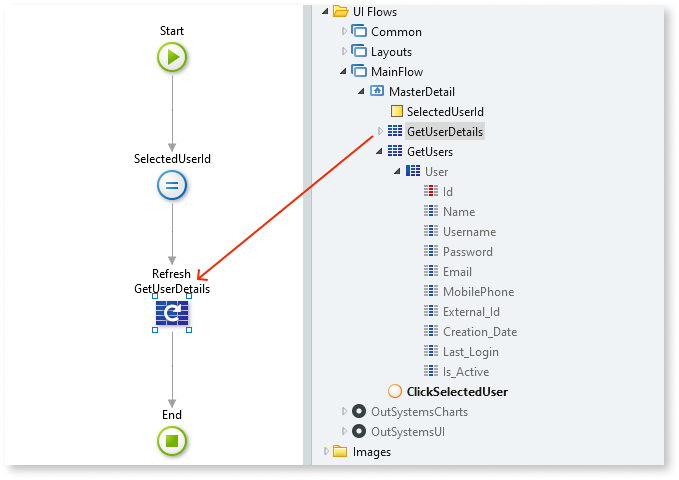 Start
SelectedUserId
Refresh
GetUserDetails
End
UI Flows
Common
Layouts
MainFlow
MasterDetail
SelectedUserId
GetUserDetails
GetUsers
User
Id
Name
Username
Password
Email
MobilePhone
External_Id
Creation_Date
Last_Login
Is_Active
ClickSelectedUser
OutSystemsCharts
OutSystemsUI
Images